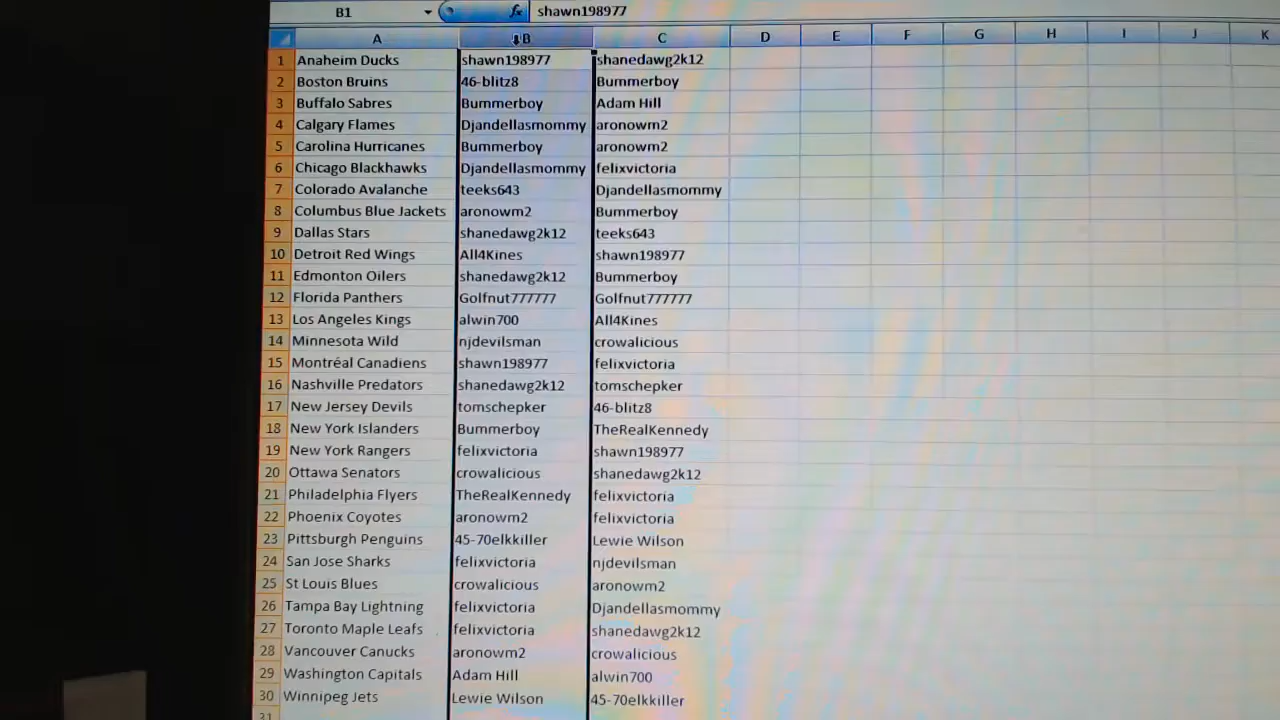 B1 fx shawn198977
A B C D E F G H I J K
1 Anaheim Ducks shawn198977 shanedawg2k12
2 Boston Bruins 46-blitz8 Bummerboy
3 Buffalo Sabres Bummerboy Adam Hill
4 Calgary Flames Djandellasmommy aronowm2
5 Carolina Hurricanes Bummerboy aronowm2
6 Chicago Blackhawks Djandellasmommy felixvictoria
7 Colorado Avalanche teeks643 Djandellasmommy
8 Columbus Blue Jackets aronowm2 Bummerboy
9 Dallas Stars shanedawg2k12 teeks643
10 Detroit Red Wings All4Kines shawn198977
11 Edmonton Oilers shanedawg2k12 Bummerboy
12 Florida Panthers Golfnut777777 Golfnut777777
13 Los Angeles Kings alwin700 All4Kines
14 Minnesota Wild njdevilsman crowalicious
15 Montréal Canadiens shawn198977 felixvictoria
16 Nashville Predators shanedawg2k12 tomschepker
17 New Jersey Devils tomschepker 46-blitz8
18 New York Islanders Bummerboy TheRealKennedy
19 New York Rangers felixvictoria shawn198977
20 Ottawa Senators crowalicious shanedawg2k12
21 Philadelphia Flyers TheRealKennedy felixvictoria
22 Phoenix Coyotes aronowm2 felixvictoria
23 Pittsburgh Penguins 45-70elkkiller Lewie Wilson
24 San Jose Sharks felixvictoria njdevilsman
25 St Louis Blues crowalicious aronowm2
26 Tampa Bay Lightning felixvictoria Djandellasmommy
27 Toronto Maple Leafs felixvictoria shanedawg2k12
28 Vancouver Canucks aronowm2 crowalicious
29 Washington Capitals Adam Hill alwin700
30 Winnipeg Jets Lewie Wilson 45-70elkkiller
31